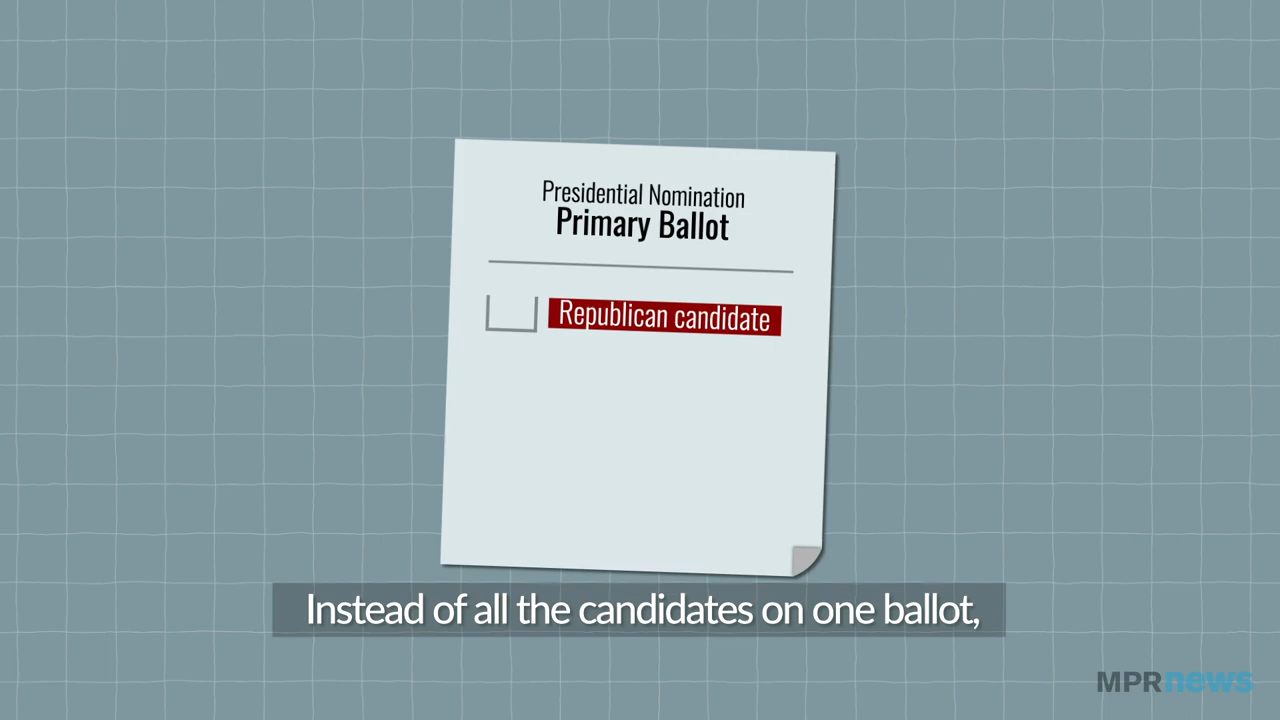 Presidential Nomination
Primary Ballot
Republican candidate
Instead of all the candidates on one ballot,
MPRnews